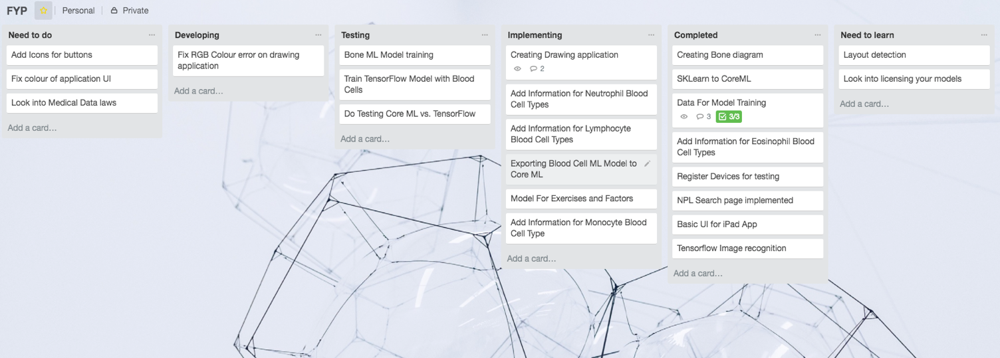 FYP
Personal
Private
Need to do
Add Icons for buttons
Fix colour of application UI
Look into Medical Data laws
Add a card...
Developing
Fix RGB Colour error on drawing
application
Add a card...
Testing
Bone ML Model training
Train TensorFlow Model with Blood
Cells
Do Testing Core ML vs. TensorFlow
Add a card...
Implementing
Creating Drawing application
2
Add Information for Neutrophil Blood
Cell Types
Add Information for Lymphocyte
Blood Cell Types
Exporting Blood Cell ML Model to
Core ML
Model For Exercises and Factors
Add Information for Monocyte Blood
Cell Type
Add a card...
Completed
Creating Bone diagram
SKLearn to CoreML
Data For Model Training
3 3/3
Add Information for Eosinophil Blood
Cell Types
Register Devices for testing
NPL Search page implemented
Basic UI for iPad App
Tensorflow Image recognition
Add a card...
Need to learn
Layout detection
Look into licensing your models
Add a card...